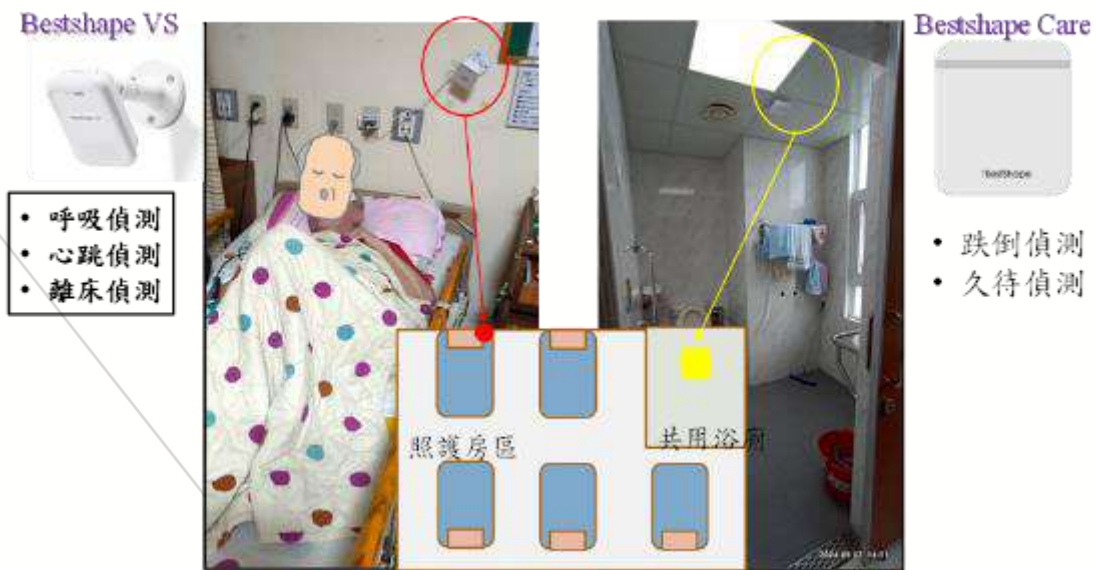 Bestshape VS
Bestshape Care
• 呼吸偵測
• 心跳偵測
• 離床偵測
bestshape
• 跌倒偵測
• 久待偵測
照護房區
共用浴廁